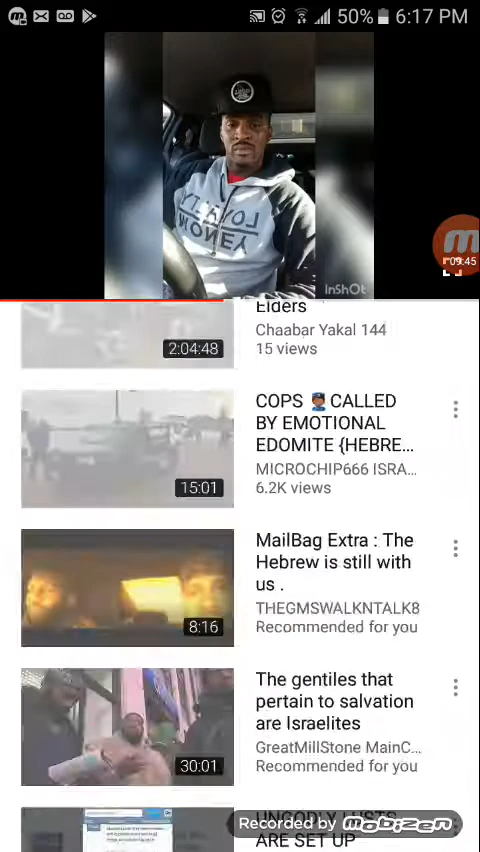 50% 6:17 PM
LOYALTY
MONEY
InShOt
09:45
Elders
Chaabar Yakal 144
15 views
2:04:48
COPS 👮🏾 CALLED
BY EMOTIONAL
EDOMITE {HEBRE...
MICROCHIP666 ISRA...
6.2K views
15:01
MailBag Extra : The
Hebrew is still with
us .
THEGMSWALKNTALK8
Recommended for you
8:16
The gentiles that
pertain to salvation
are Israelites
GreatMillStone MainC...
Recommended for you
30:01
UNGODLY LUSTS
ARE SET UP
Recorded by mobizen